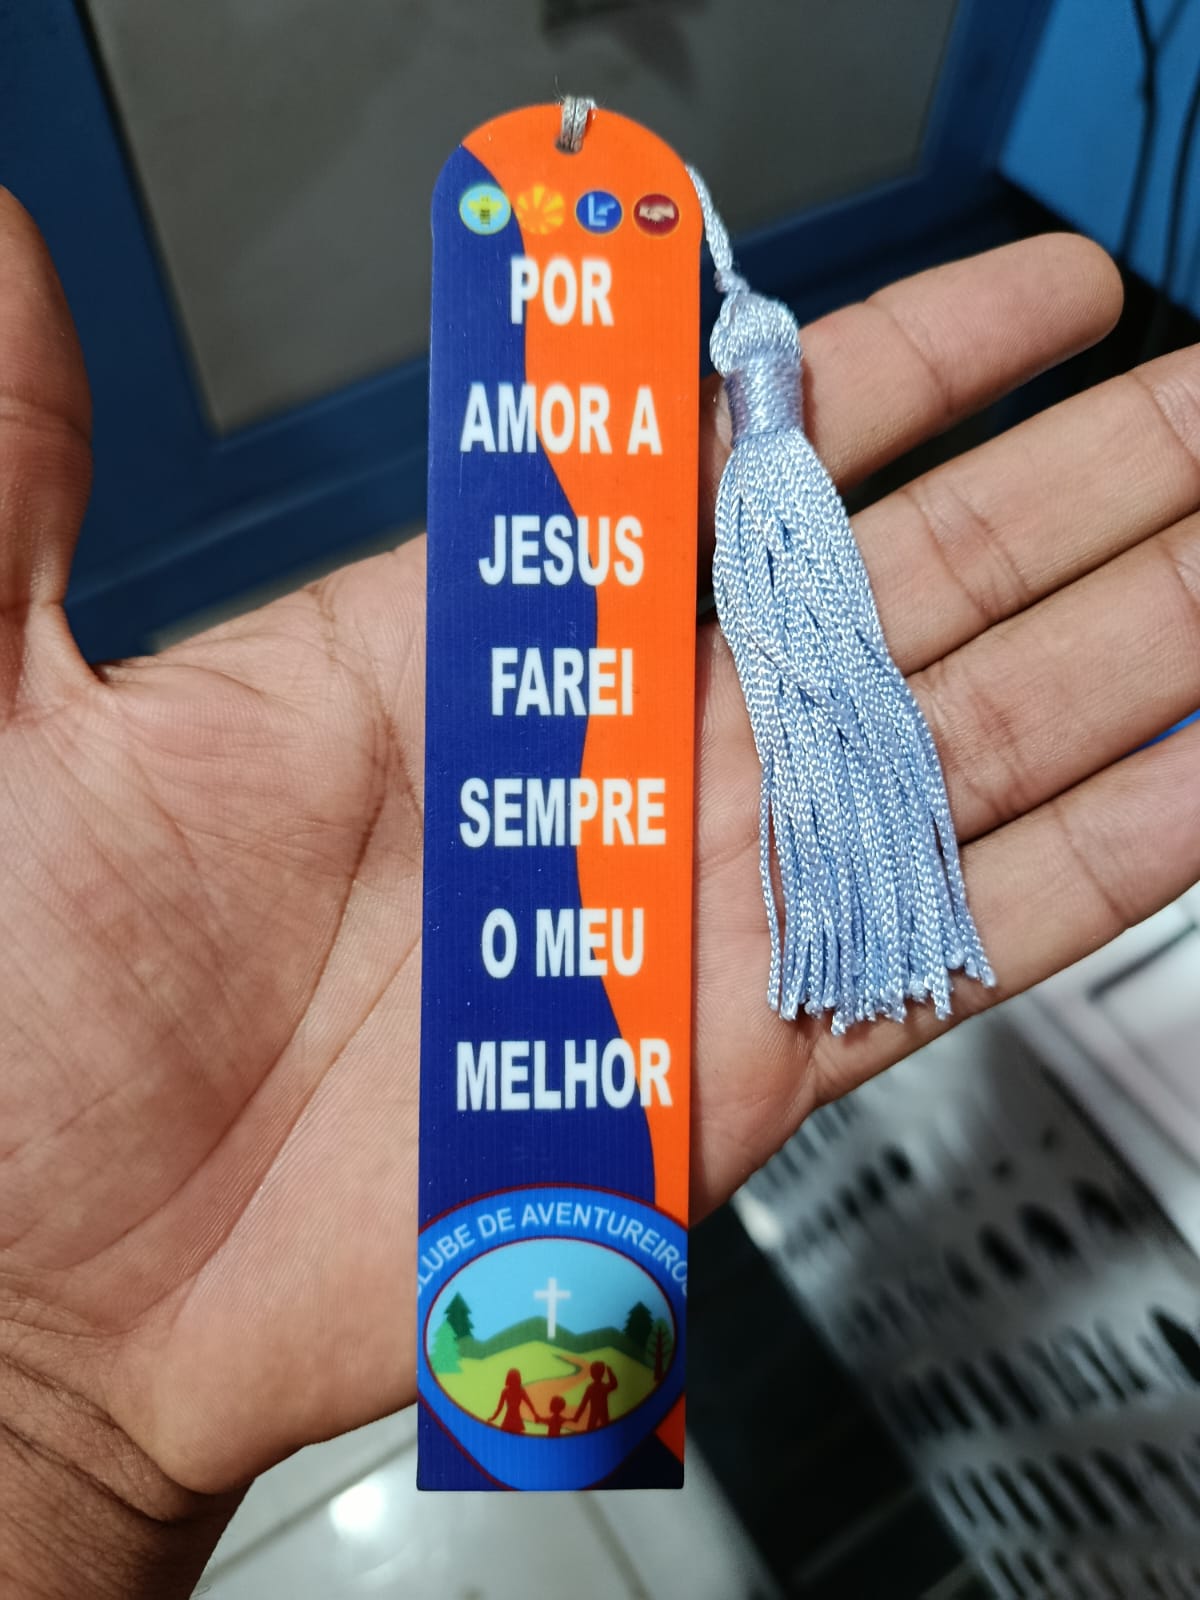 POR
AMOR A
JESUS
FAREI
SEMPRE
O MEU
MELHOR
CLUBE DE AVENTUREIROS